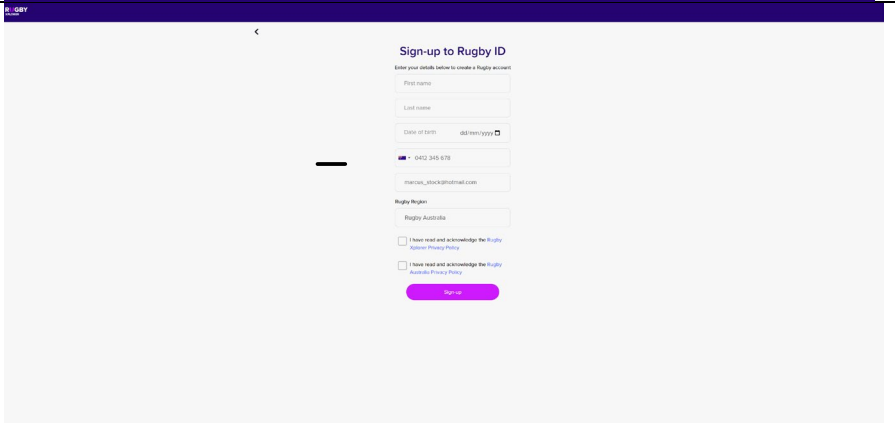 RUGBY
XPLORER
Sign-up to Rugby ID
Enter your details below to create a Rugby account
First name
Last name
Date of birth dd/mm/yyyy
0412 345 678
marcus_stock@hotmail.com
Rugby Region
Rugby Australia
I have read and acknowledge the Rugby
Xplorer Privacy Policy
I have read and acknowledge the Rugby
Australia Privacy Policy
Sign-up